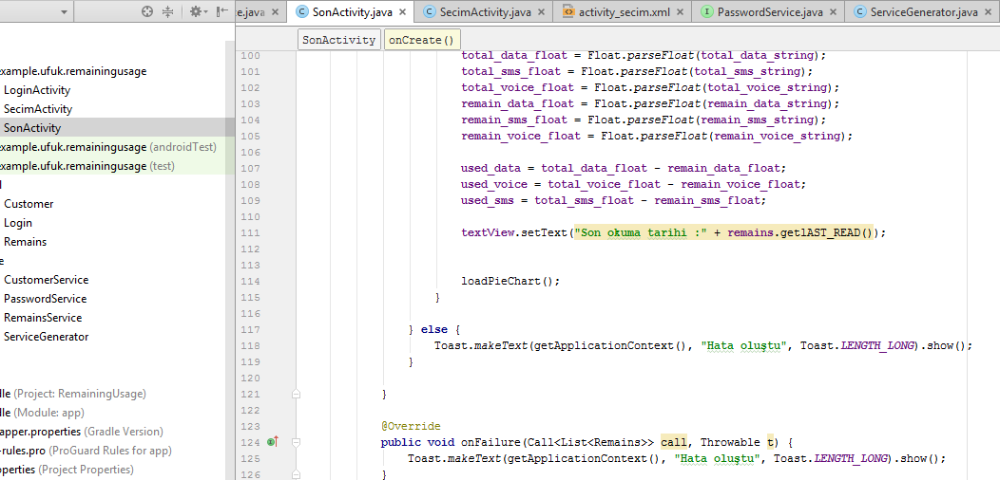 e.java SonActivity.java SecimActivity.java activity_secim.xml PasswordService.java ServiceGenerator.java
SonActivity onCreate()
example.ufuk.remainingusage
LoginActivity
SecimActivity
SonActivity
example.ufuk.remainingusage (androidTest)
example.ufuk.remainingusage (test)
l
Customer
Login
Remains
e
CustomerService
PasswordService
RemainsService
ServiceGenerator
dle (Project: RemainingUsage)
dle (Module: app)
apper.properties (Gradle Version)
-rules.pro (ProGuard Rules for app)
operties (Project Properties)
100 total_data_float = Float.parseFloat(total_data_string);
101 total_sms_float = Float.parseFloat(total_sms_string);
102 total_voice_float = Float.parseFloat(total_voice_string);
103 remain_data_float = Float.parseFloat(remain_data_string);
104 remain_sms_float = Float.parseFloat(remain_sms_string);
105 remain_voice_float = Float.parseFloat(remain_voice_string);
106
107 used_data = total_data_float - remain_data_float;
108 used_voice = total_voice_float - remain_voice_float;
109 used_sms = total_sms_float - remain_sms_float;
110
111 textView.setText("Son okuma tarihi :" + remains.getlAST_READ());
112
113
114 loadPieChart();
115 }
116
117 } else {
118 Toast.makeText(getApplicationContext(), "Hata oluştu", Toast.LENGTH_LONG).show();
119 }
120
121 }
122
123 @Override
124 public void onFailure(Call<List<Remains>> call, Throwable t) {
125 Toast.makeText(getApplicationContext(), "Hata oluştu", Toast.LENGTH_LONG).show();
126 }